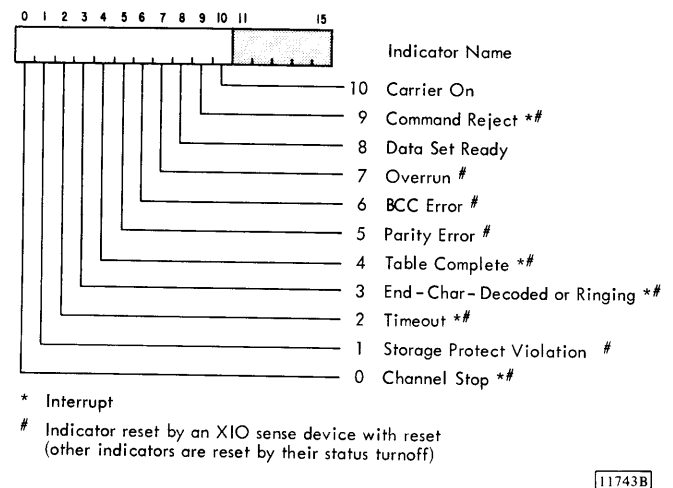 0 1 2 3 4 5 6 7 8 9 10 11 15
Indicator Name
10 Carrier On
9 Command Reject *#
8 Data Set Ready
7 Overrun #
6 BCC Error #
5 Parity Error #
4 Table Complete *#
3 End-Char-Decoded or Ringing *#
2 Timeout *#
1 Storage Protect Violation #
0 Channel Stop *#
* Interrupt
# Indicator reset by an XIO sense device with reset
(other indicators are reset by their status turnoff)
11743B